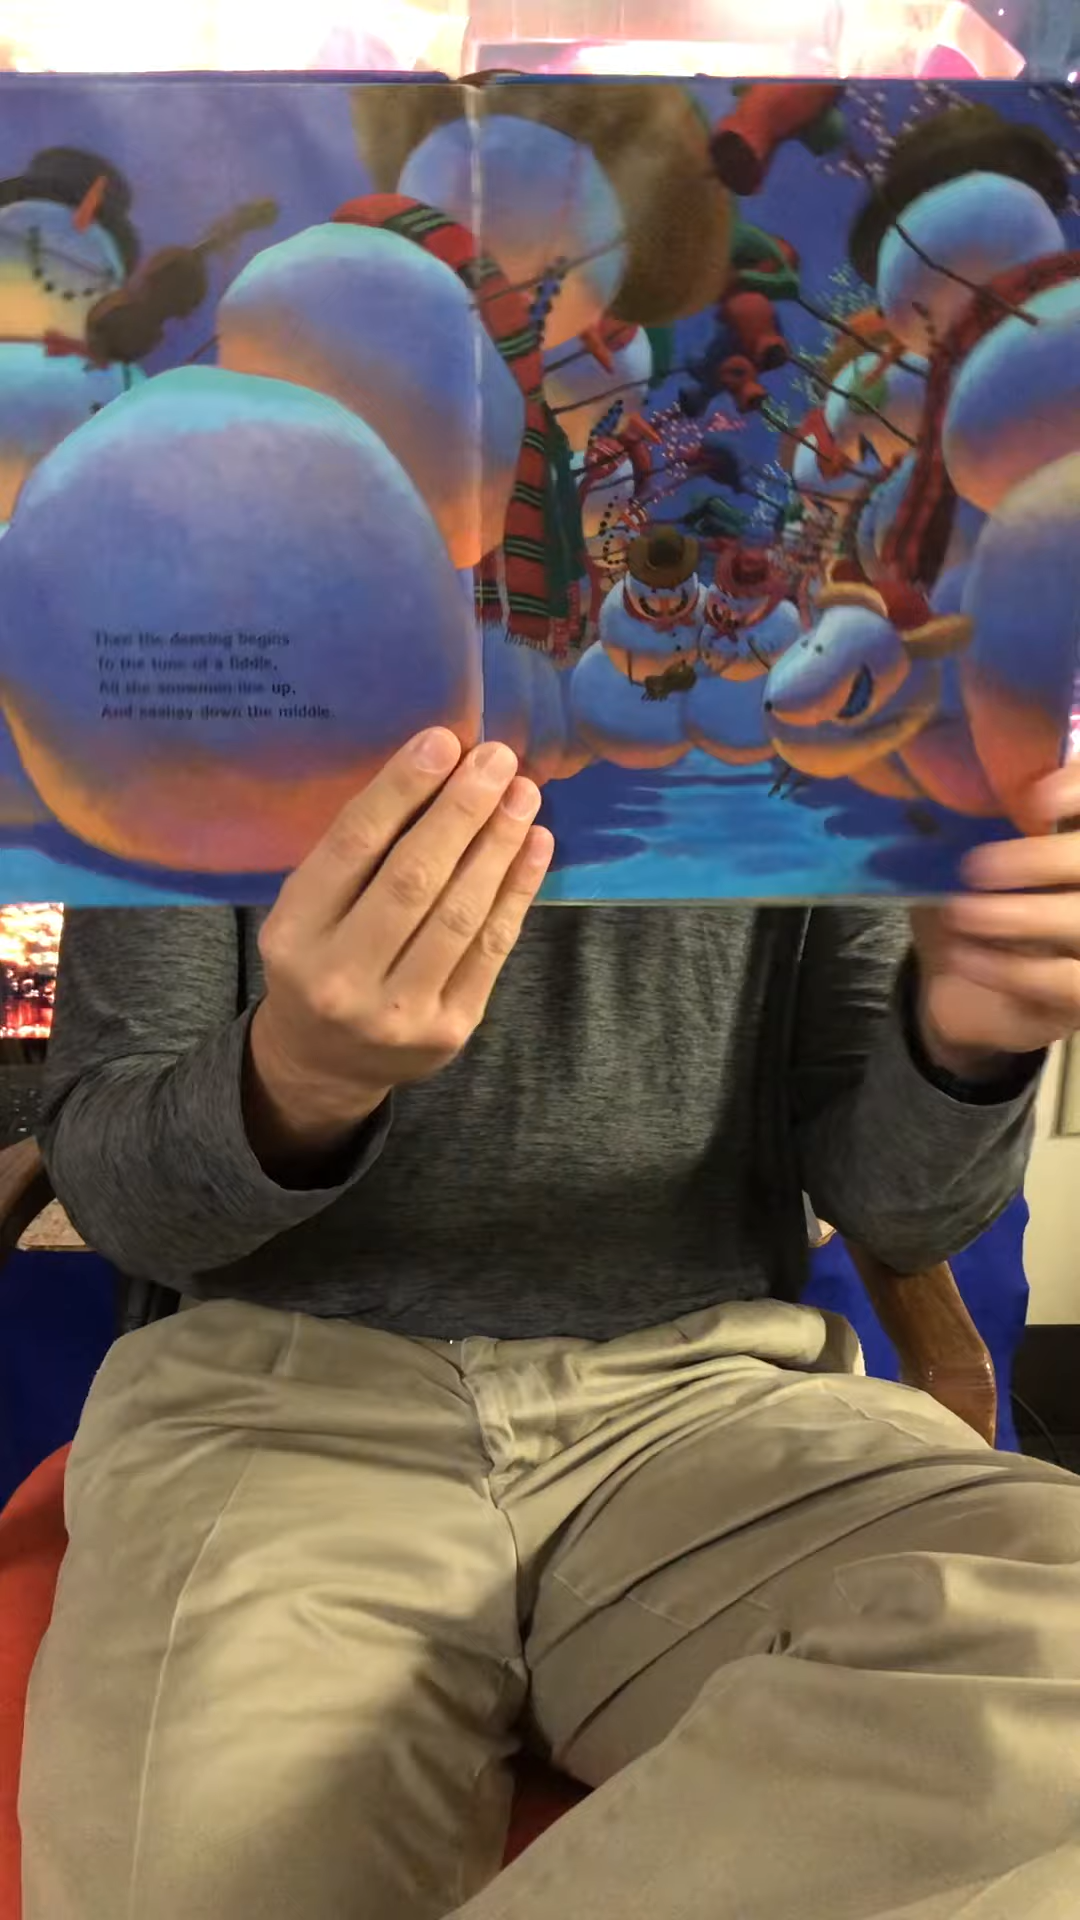 Then the dancing begins
To the tune of a fiddle,
All the snowmen line up,
And sashay down the middle.